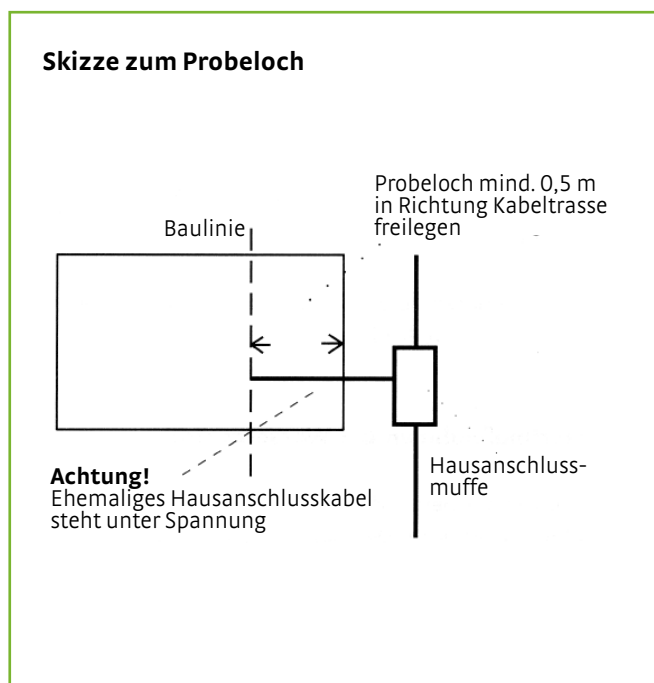 Skizze zum Probeloch
Probeloch mind. 0,5 m
in Richtung Kabeltrasse
freilegen
Baulinie
Achtung!
Ehemaliges Hausanschlusskabel
steht unter Spannung
Hausanschluss-
muffe